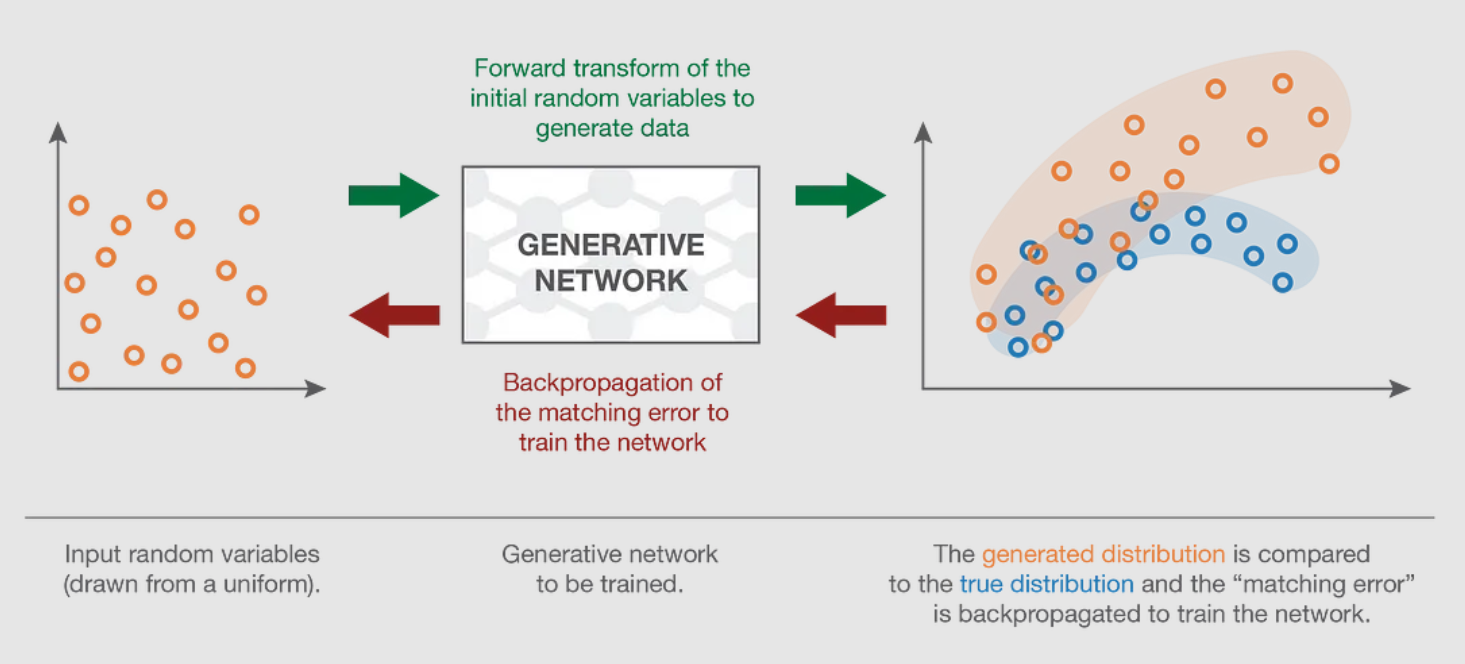 Forward transform of the
initial random variables to
generate data
GENERATIVE
NETWORK
Backpropagation of
the matching error to
train the network
Input random variables
(drawn from a uniform).
Generative network
to be trained.
The generated distribution is compared
to the true distribution and the “matching error”
is backpropagated to train the network.